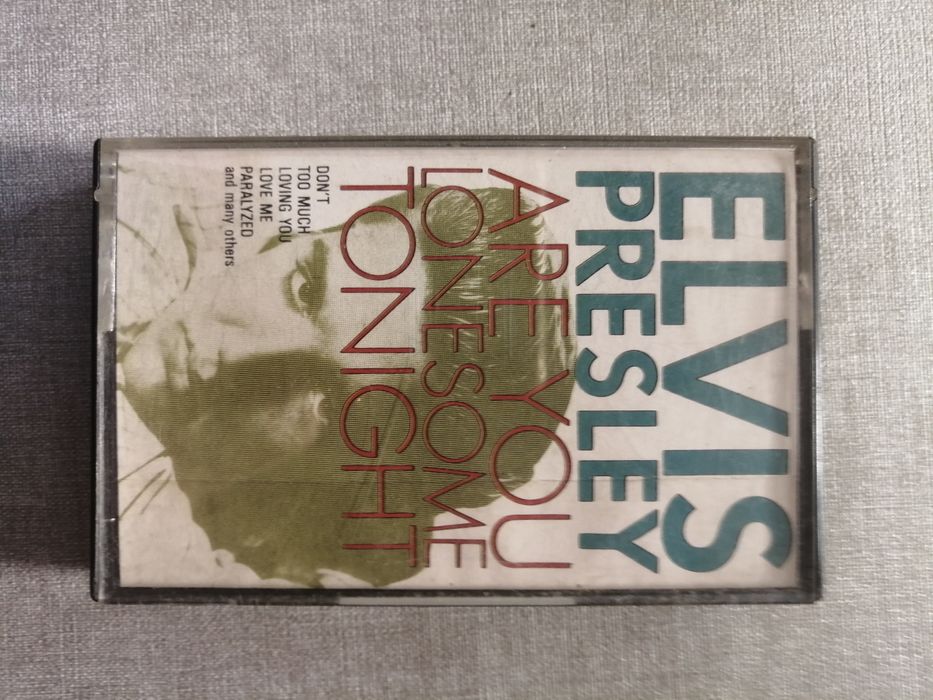 ELVIS
PRESLEY
ARE YOU
LONESOME
TONIGHT
DON'T
TOO MUCH
LOVING YOU
LOVE ME
PARALYZED
and many others